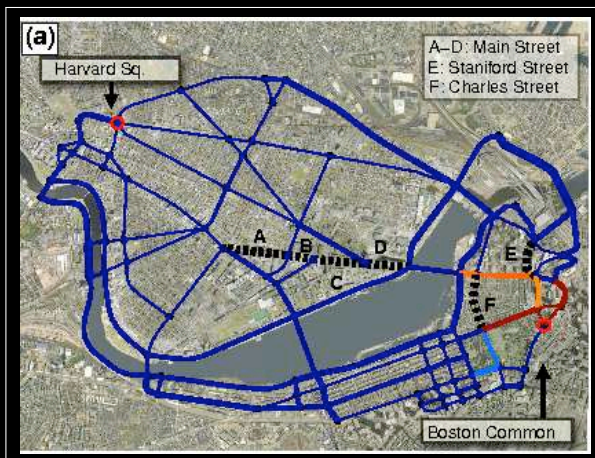 (a)
A–D: Main Street
E: Staniford Street
F: Charles Street
Harvard Sq.
A
B
D
C
E
F
Boston Common